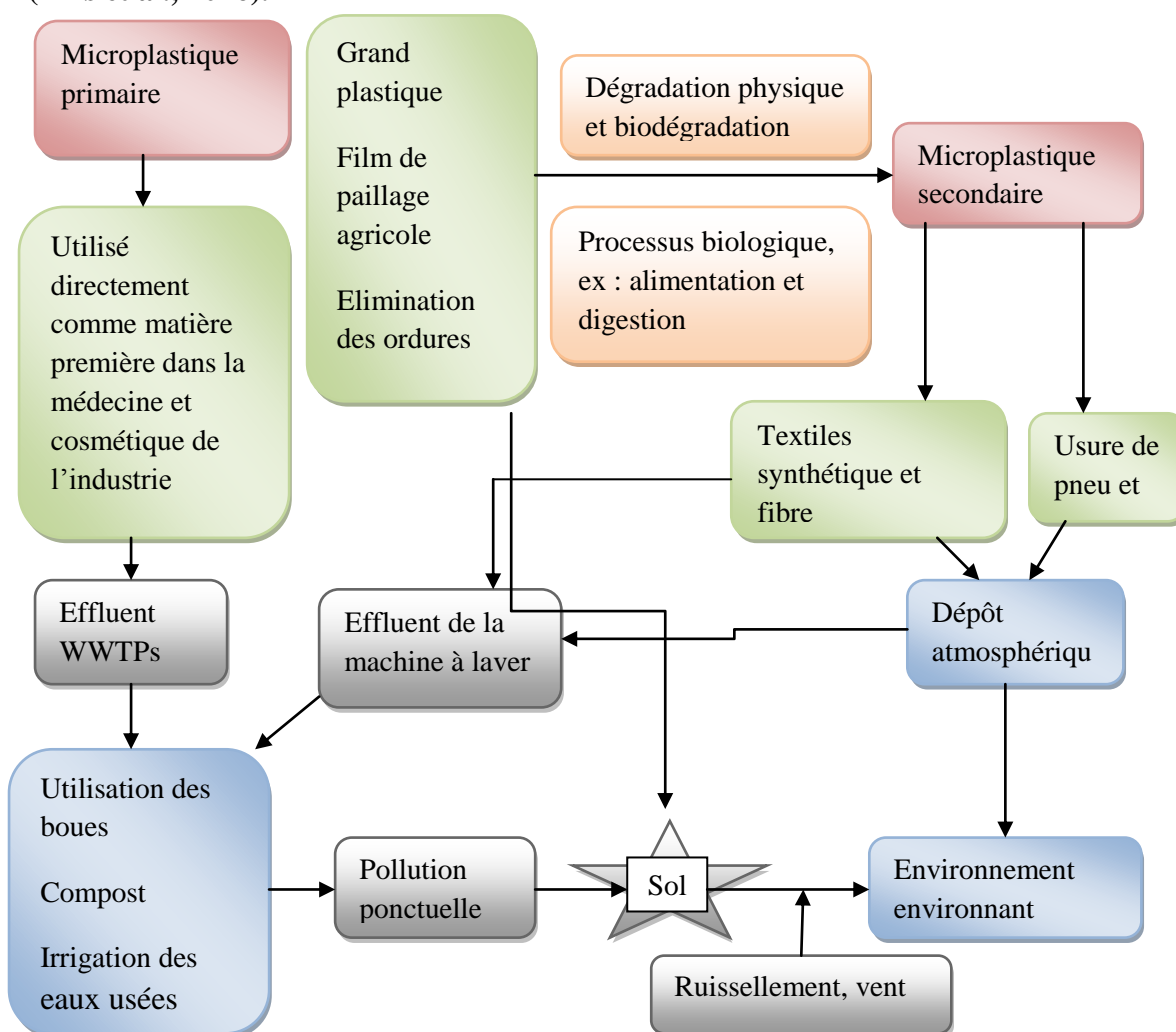 Microplastique
primaire
Grand
plastique
Film de
paillage
agricole
Elimination
des ordures
Dégradation physique
et biodégradation
Processus biologique,
ex : alimentation et
digestion
Microplastique
secondaire
Utilisé
directement
comme matière
première dans la
médecine et
cosmétique de
l’industrie
Textiles
synthétique et
fibre
Usure de
pneu et
Effluent
WWTPs
Effluent de la
machine à laver
Dépôt
atmosphériqu
Utilisation des
boues
Compost
Irrigation des
eaux usées
Pollution
ponctuelle
Sol
Environnement
environnant
Ruissellement, vent